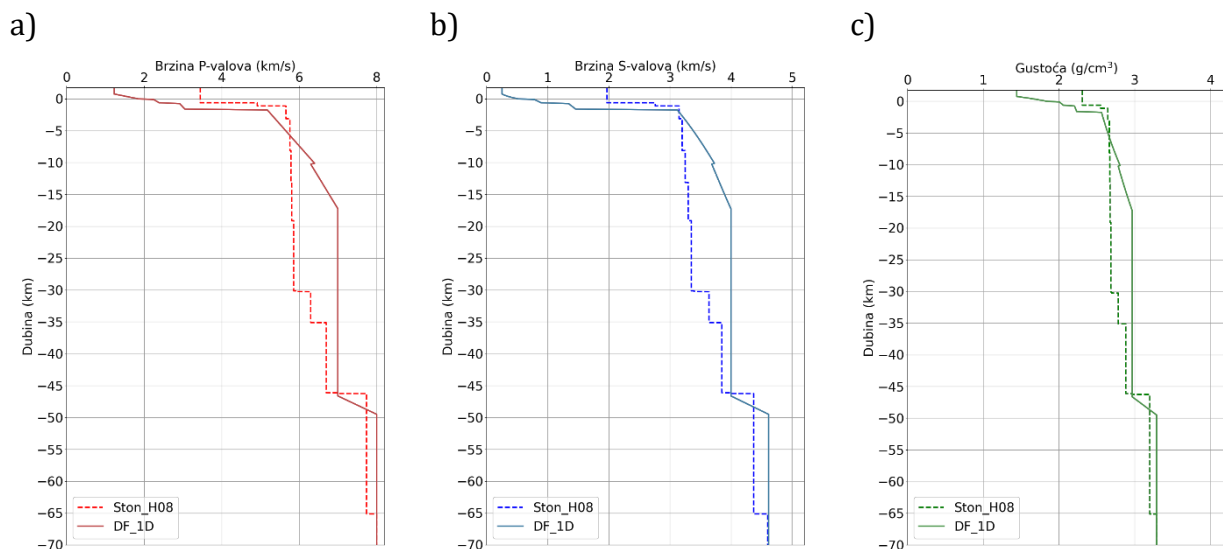 a)
Brzina P-valova (km/s)
0 2 4 6 8
Dubina (km)
0
−5
−10
−15
−20
−25
−30
−35
−40
−45
−50
−55
−60
−65
−70
Ston_H08
DF_1D
b)
Brzina S-valova (km/s)
0 1 2 3 4 5
Dubina (km)
0
−5
−10
−15
−20
−25
−30
−35
−40
−45
−50
−55
−60
−65
−70
Ston_H08
DF_1D
c)
Gustoća (g/cm³)
0 1 2 3 4
Dubina (km)
0
−5
−10
−15
−20
−25
−30
−35
−40
−45
−50
−55
−60
−65
−70
Ston_H08
DF_1D